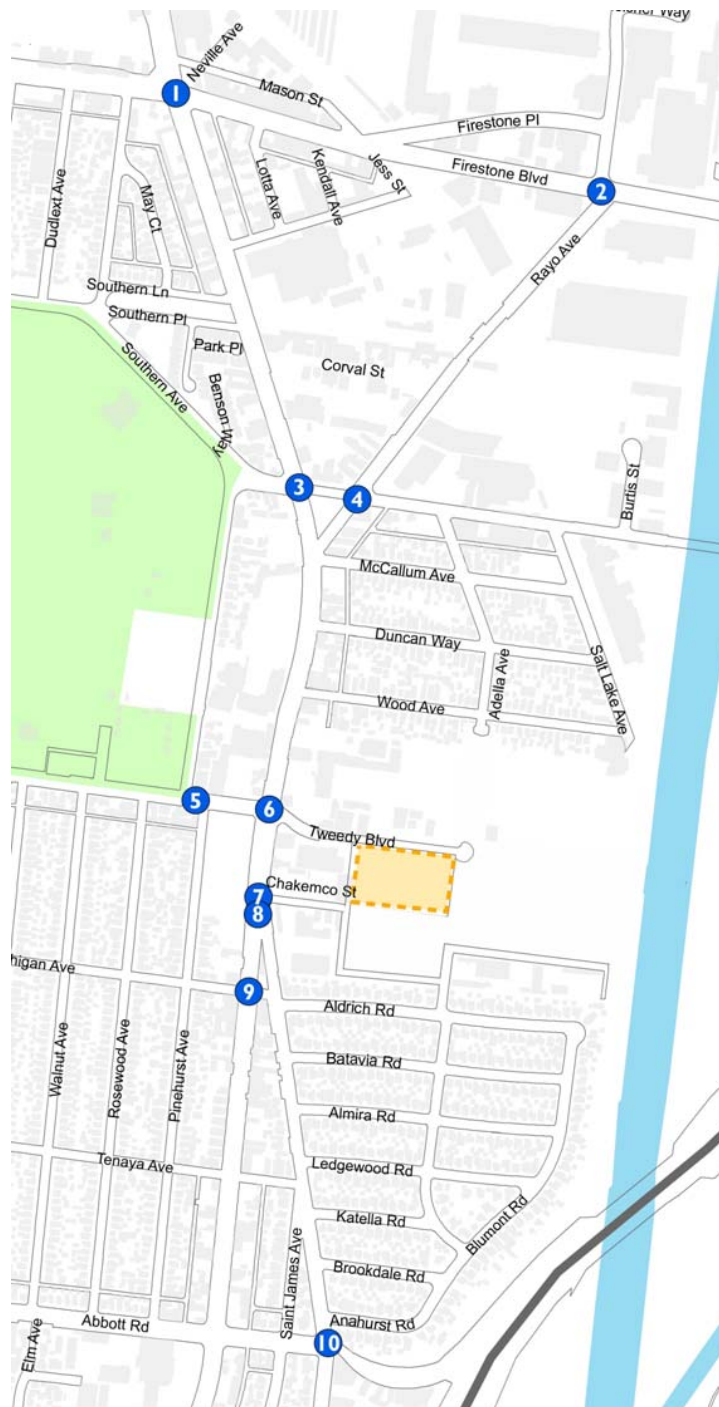 Neville Ave
Mason St
1
Firestone Pl
Firestone Blvd
2
Jess St
Kendall Ave
Lotta Ave
Dudlext Ave
May Ct
Rayo Ave
Southern Ln
Southern Pl
Park Pl
Corval St
Southern Ave
Benson Way
3
4
Burtis St
McCallum Ave
Duncan Way
Adella Ave
Salt Lake Ave
Wood Ave
5
6
Tweedy Blvd
Chakemco St
7
8
higan Ave
9
Aldrich Rd
Walnut Ave
Rosewood Ave
Pinehurst Ave
Batavia Rd
Almira Rd
Tenaya Ave
Ledgewood Rd
Katella Rd
Blumont Rd
Saint James Ave
Brookdale Rd
Abbott Rd
Anahurst Rd
Elm Ave
10